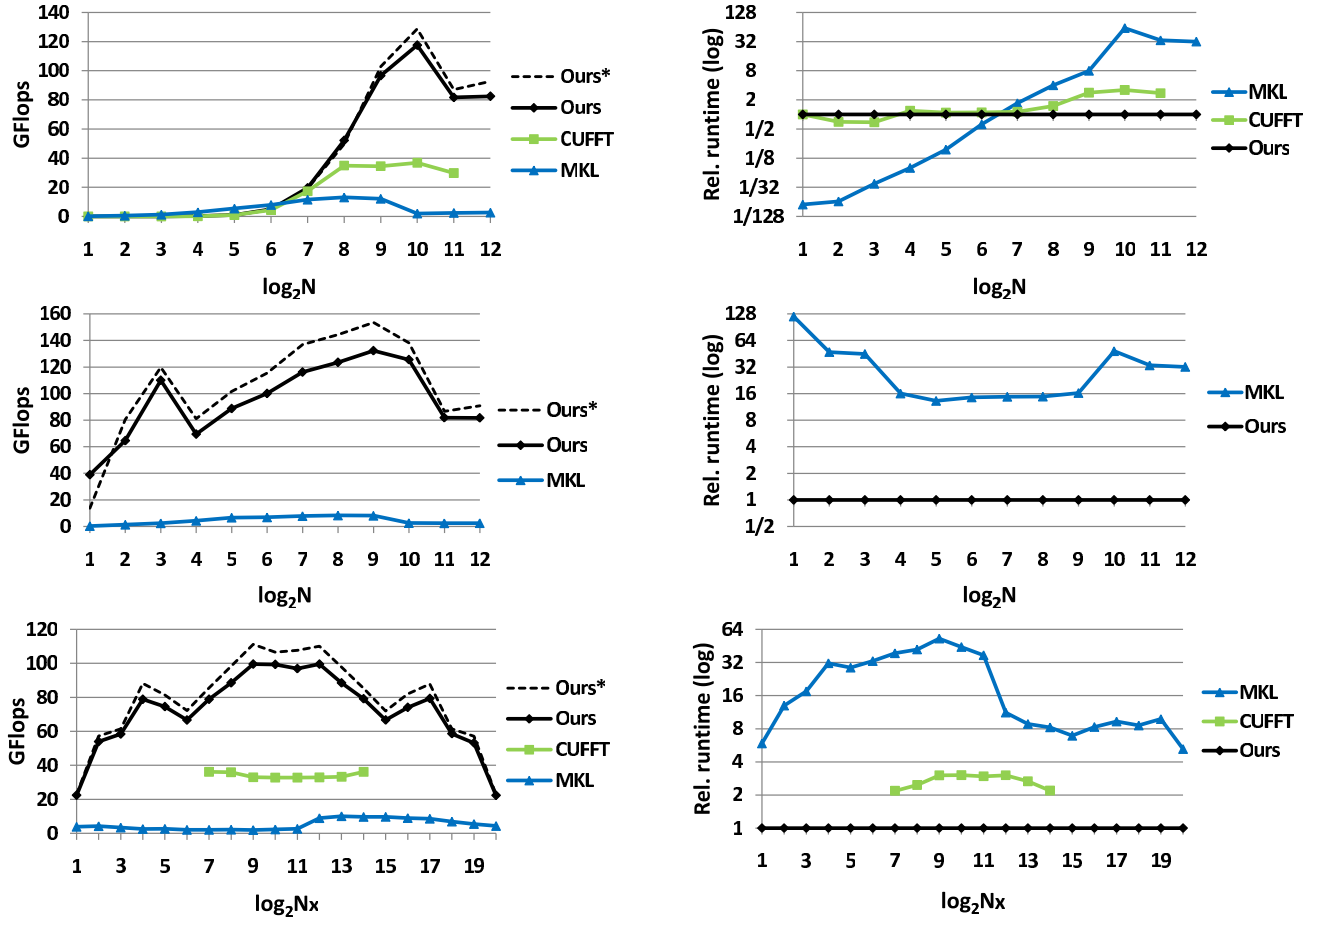 140
120
100
80
60
40
20
0
GFlops
1 2 3 4 5 6 7 8 9 10 11 12
log2N
Ours*
Ours
CUFFT
MKL
128
32
8
2
1/2
1/8
1/32
1/128
Rel. runtime (log)
1 2 3 4 5 6 7 8 9 10 11 12
log2N
MKL
CUFFT
Ours
160
140
120
100
80
60
40
20
0
GFlops
1 2 3 4 5 6 7 8 9 10 11 12
log2N
Ours*
Ours
MKL
128
64
32
16
8
4
2
1
1/2
Rel. runtime (log)
1 2 3 4 5 6 7 8 9 10 11 12
log2N
MKL
Ours
120
100
80
60
40
20
0
GFlops
1 3 5 7 9 11 13 15 17 19
log2Nx
Ours*
Ours
CUFFT
MKL
64
32
16
8
4
2
1
Rel. runtime (log)
1 3 5 7 9 11 13 15 17 19
log2Nx
MKL
CUFFT
Ours